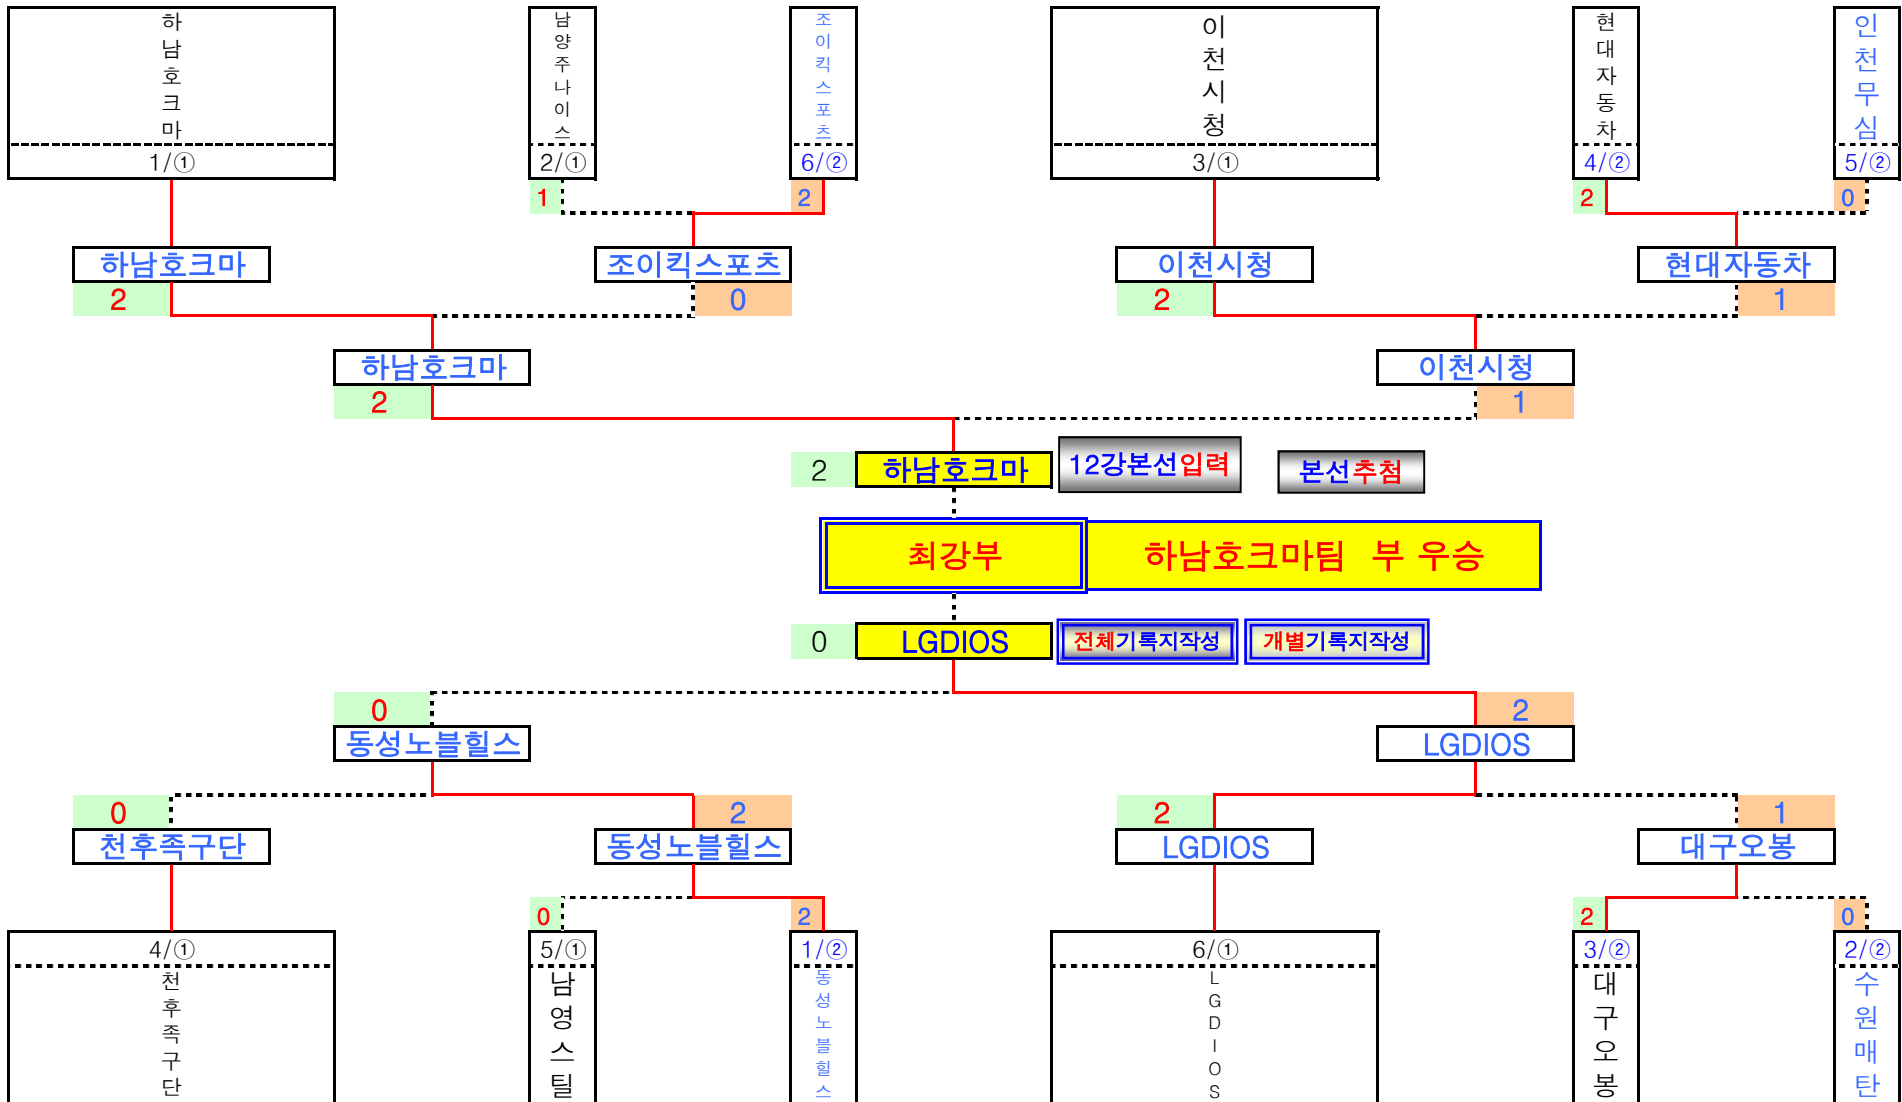 하남호크마
남양주나이스
조이킥스포츠
이천시청
현대자동차
인천무심
1/①
2/①
6/②
3/①
4/②
5/②
1
2
2
0
하남호크마
조이킥스포츠
이천시청
현대자동차
2
0
2
1
하남호크마
이천시청
2
1
2
하남호크마
12강본선입력
본선추첨
최강부
하남호크마팀 부 우승
0
LGDIOS
전체기록지작성
개별기록지작성
0
2
동성노블힐스
LGDIOS
0
2
2
1
천후족구단
동성노블힐스
LGDIOS
대구오봉
0
2
2
0
4/①
5/①
1/②
6/①
3/②
2/②
천후족구단
남영스틸
동성노블힐스
LGDIOS
대구오봉
수원매탄